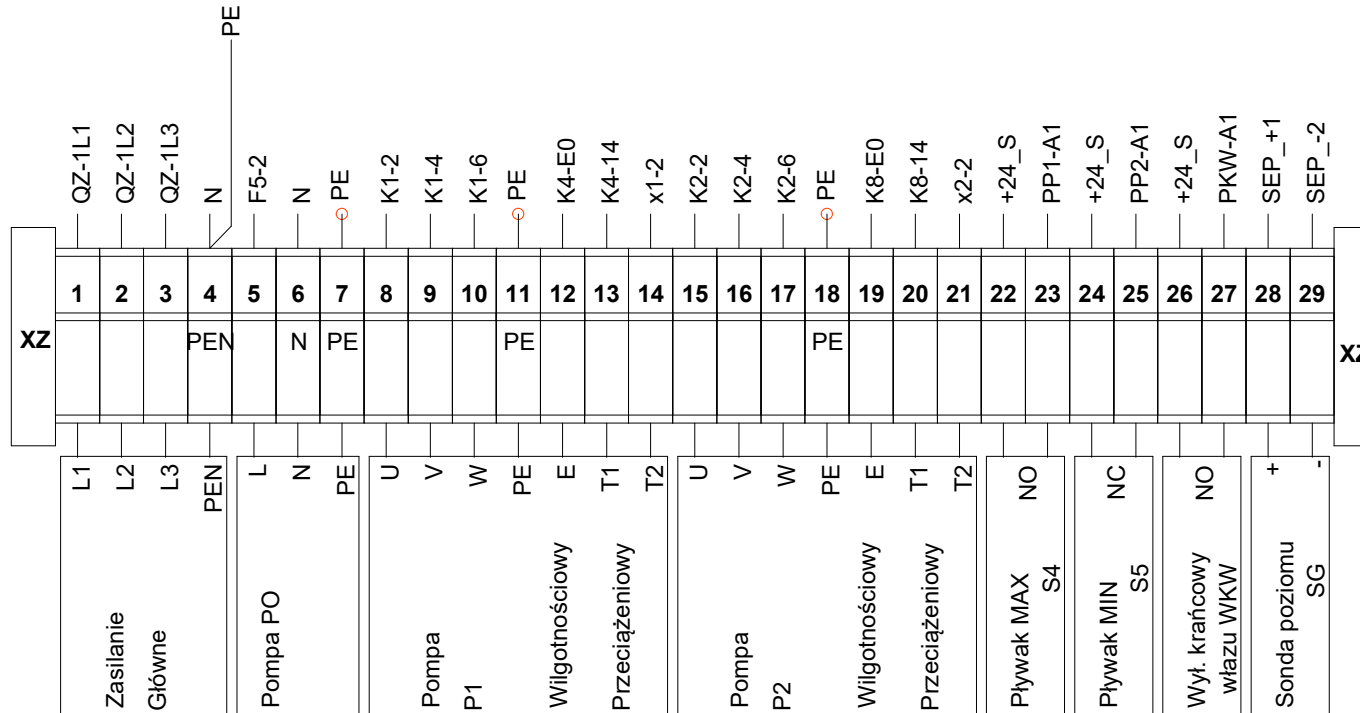 PE
QZ-1L1
QZ-1L2
QZ-1L3
N
F5-2
N
PE
K1-2
K1-4
K1-6
PE
K4-E0
K4-14
x1-2
K2-2
K2-4
K2-6
PE
K8-E0
K8-14
x2-2
+24_S
PP1-A1
+24_S
PP2-A1
+24_S
PKW-A1
SEP_+1
SEP_-2
1 2 3 4 5 6 7 8 9 10 11 12 13 14 15 16 17 18 19 20 21 22 23 24 25 26 27 28 29
XZ PEN N PE PE PE XZ
L1
L2
L3
PEN
Zasilanie
Główne
L
N
PE
Pompa PO
U
V
W
PE
E
T1
T2
Pompa
P1
Wilgotnościowy
Przeciążeniowy
U
V
W
PE
E
T1
T2
Pompa
P2
Wilgotnościowy
Przeciążeniowy
Pływak MAX NO
S4
Pływak MIN NC
S5
Wył. krańcowy NO
włazu WKW
Sonda poziomu +
SG -